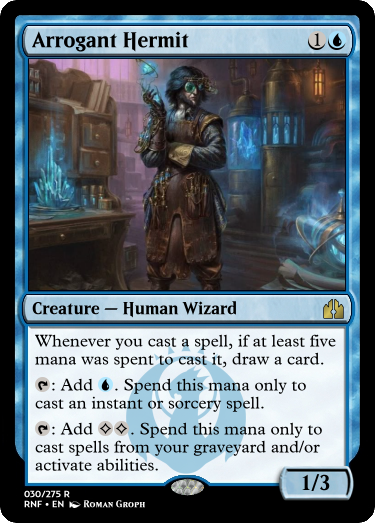 Arrogant Hermit 1
Creature — Human Wizard
Whenever you cast a spell, if at least five
mana was spent to cast it, draw a card.
: Add . Spend this mana only to
cast an instant or sorcery spell.
: Add . Spend this mana only to
cast spells from your graveyard and/or
activate abilities.
1/3
030/275 R
RNF • EN Roman Groph